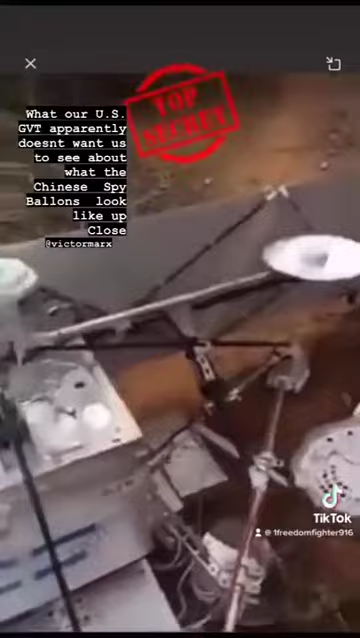 TOP
SECRET
What our U.S.
GVT apparently
doesnt want us
to see about
what the
Chinese Spy
Ballons look
like up
Close
@victormarx
TikTok
@ 1freedomfighter916